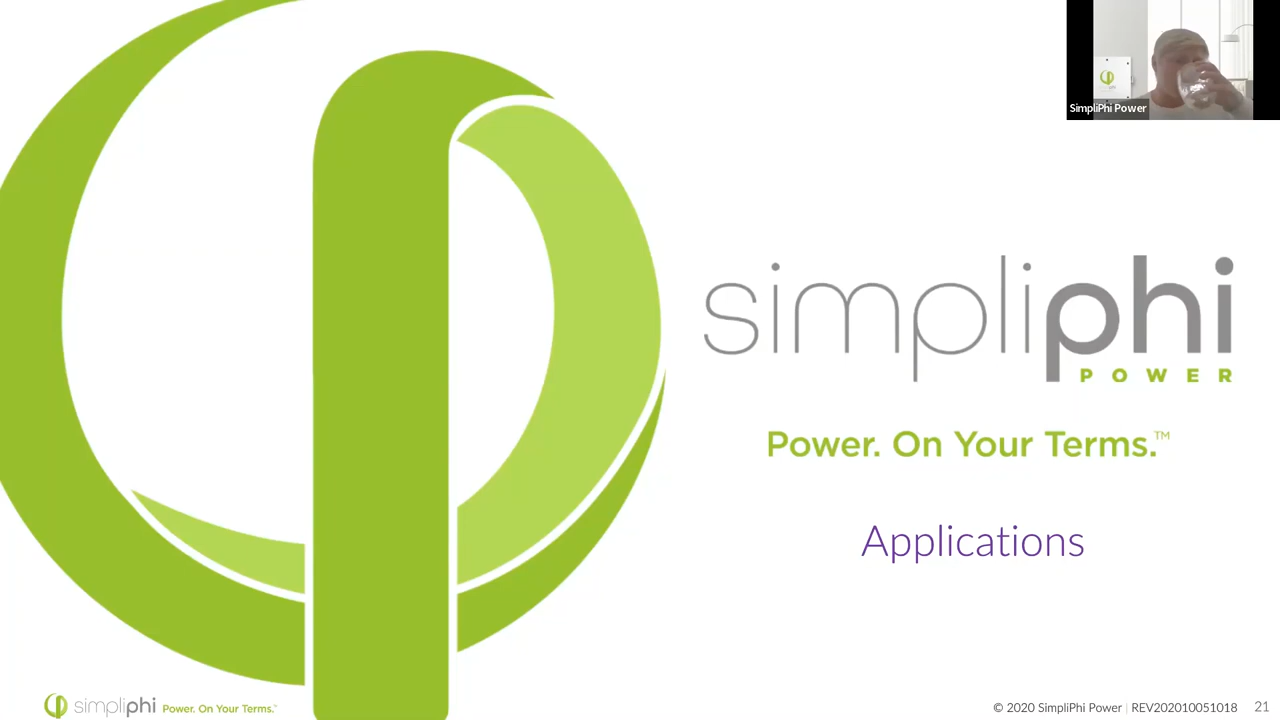 SimpliPhi Power
simpliphi
POWER
Power. On Your Terms.™
Applications
simpliphi Power. On Your Terms.™
© 2020 SimpliPhi Power | REV202010051018 21